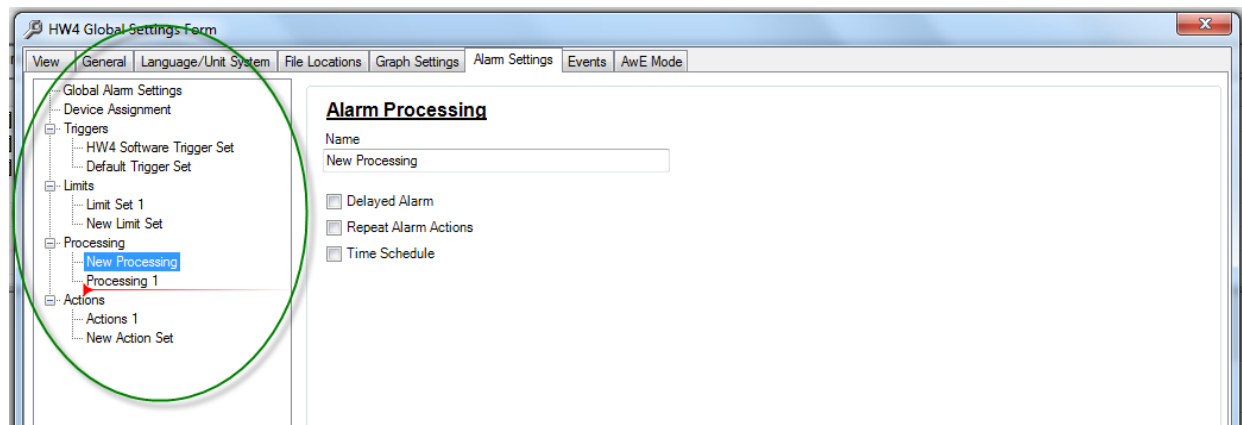 HW4 Global Settings Form
View General Language/Unit System File Locations Graph Settings Alarm Settings Events AwE Mode
Global Alarm Settings
Device Assignment
Triggers
HW4 Software Trigger Set
Default Trigger Set
Limits
Limit Set 1
New Limit Set
Processing
New Processing
Processing 1
Actions
Actions 1
New Action Set
Alarm Processing
Name
New Processing
Delayed Alarm
Repeat Alarm Actions
Time Schedule